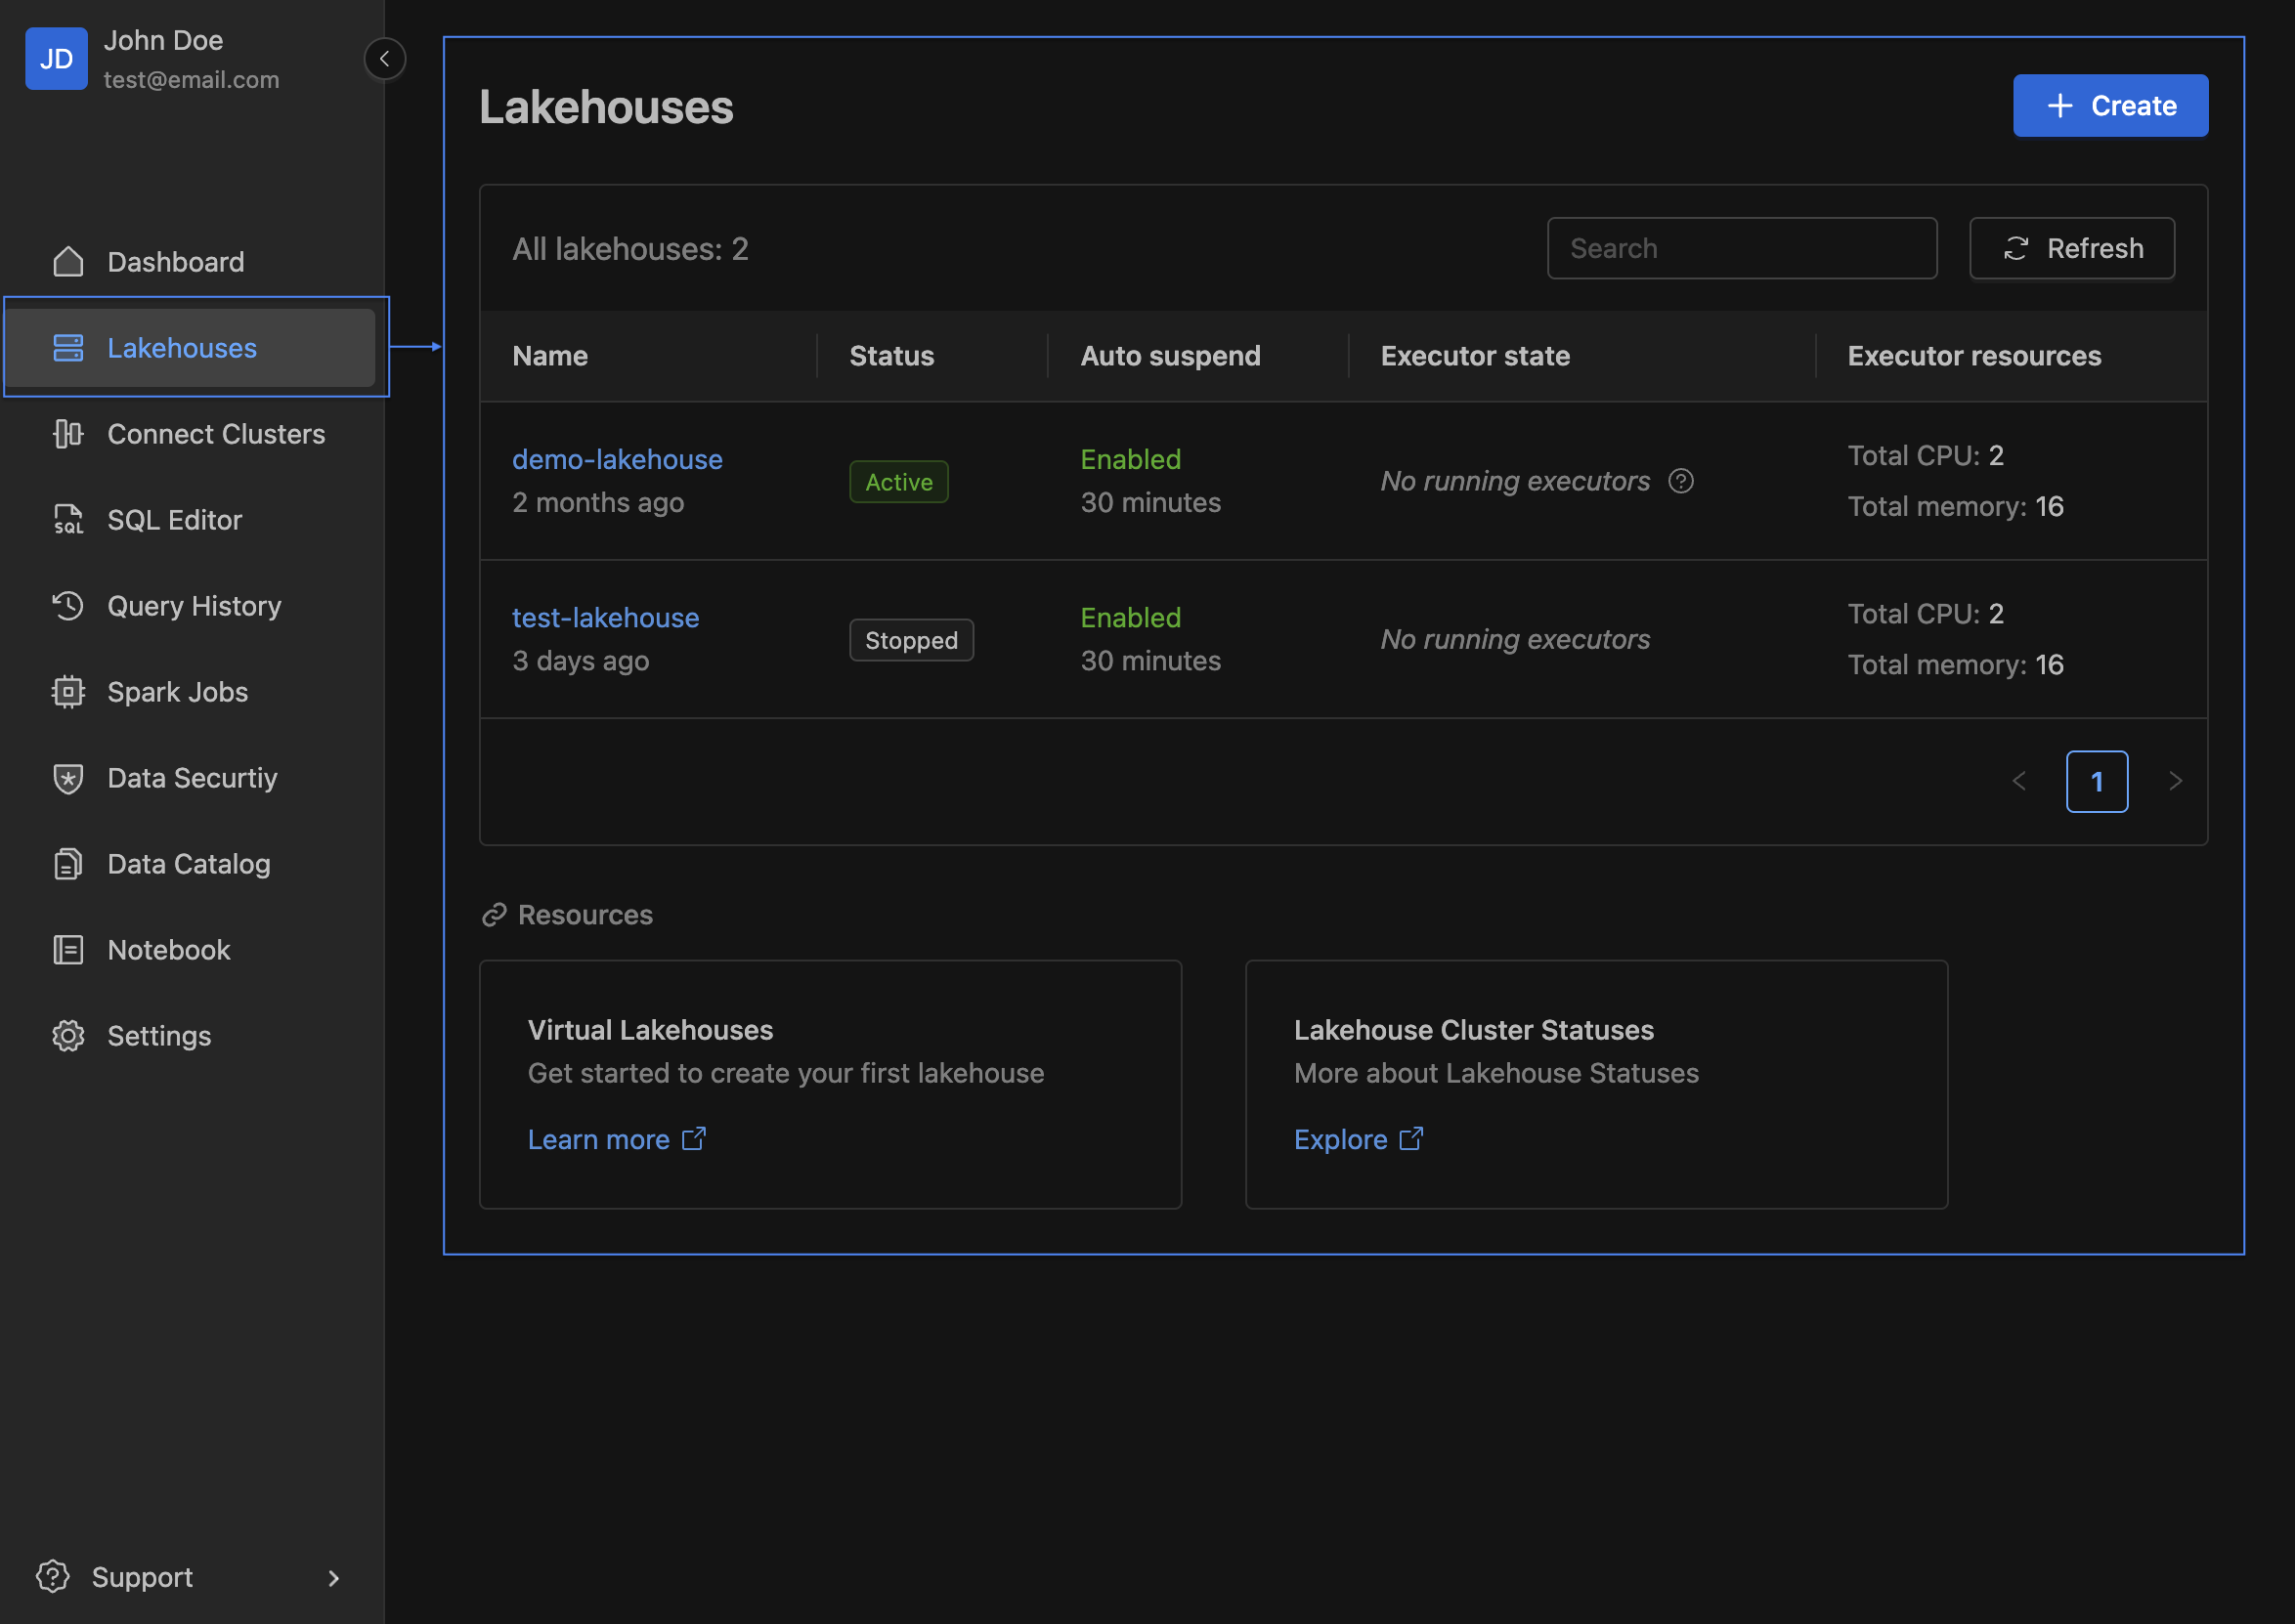 JD
John Doe
test@email.com
Dashboard
Lakehouses
Connect Clusters
SQL
SQL Editor
Query History
Spark Jobs
Data Securtiy
Data Catalog
Notebook
Settings
Support
Lakehouses
Create
All lakehouses: 2
Search
Refresh
Name Status Auto suspend Executor state Executor resources
demo-lakehouse
2 months ago
Active
Enabled
30 minutes
No running executors
Total CPU: 2
Total memory: 16
test-lakehouse
3 days ago
Stopped
Enabled
30 minutes
No running executors
Total CPU: 2
Total memory: 16
1
Resources
Virtual Lakehouses
Get started to create your first lakehouse
Learn more
Lakehouse Cluster Statuses
More about Lakehouse Statuses
Explore